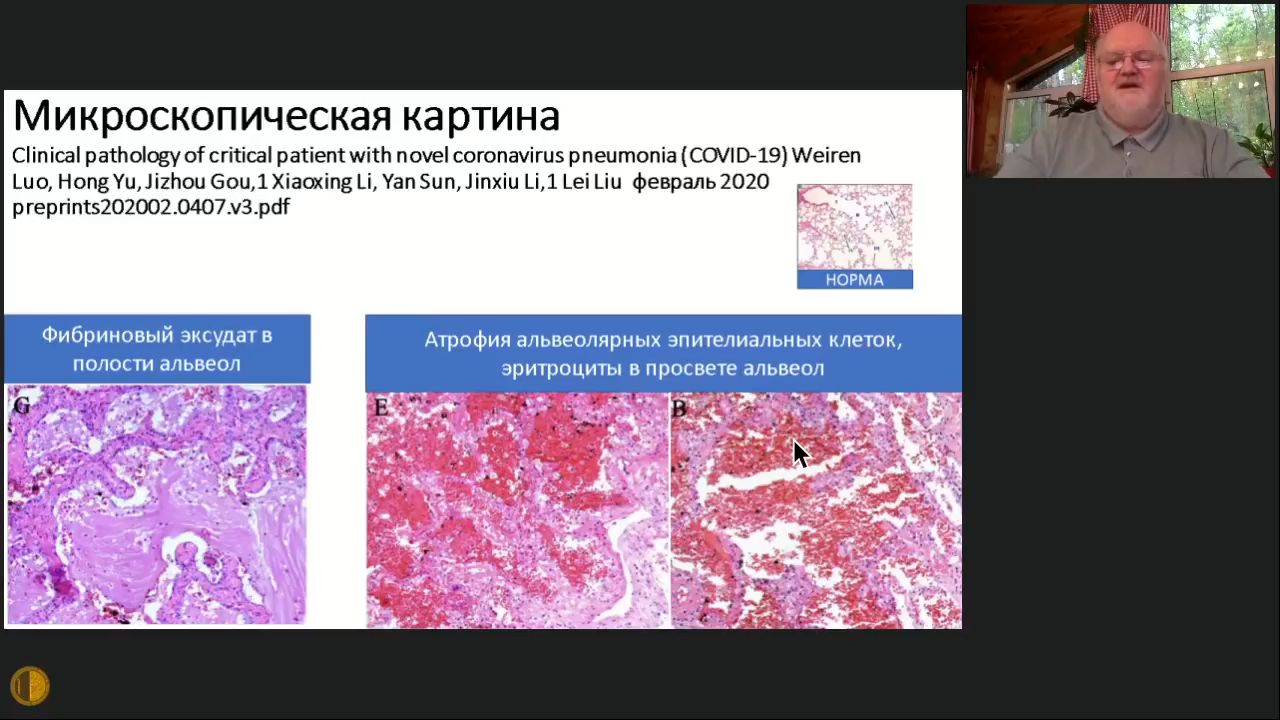 Микроскопическая картина
Clinical pathology of critical patient with novel coronavirus pneumonia (COVID-19) Weiren
Luo, Hong Yu, Jizhou Gou,1 Xiaoxing Li, Yan Sun, Jinxiu Li,1 Lei Liu февраль 2020
preprints202002.0407.v3.pdf
НОРМА
Фибриновый эксудат в
полости альвеол
Атрофия альвеолярных эпителиальных клеток,
эритроциты в просвете альвеол
G
E
B